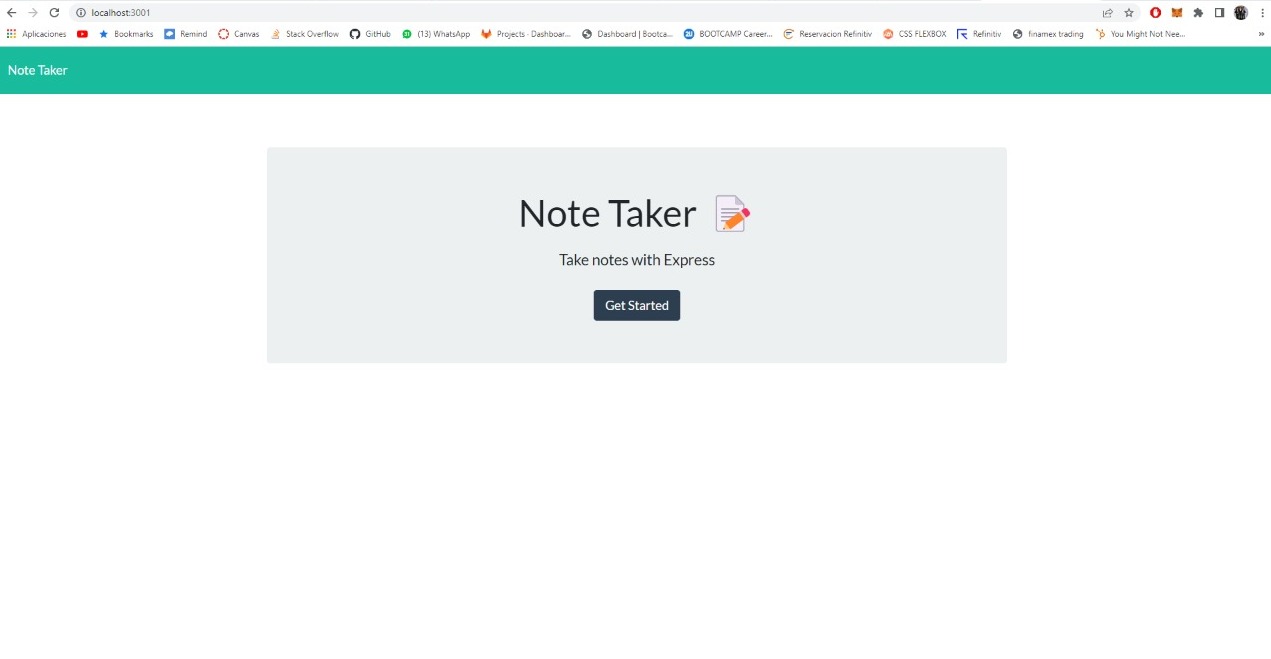 localhost:3001
Aplicaciones Bookmarks Remind Canvas Stack Overflow GitHub (13) WhatsApp Projects · Dashboar... Dashboard | Bootca... BOOTCAMP Career... Reservacion Refinitiv CSS FLEXBOX Refinitiv finamex trading You Might Not Nee... »
Note Taker
Note Taker
Take notes with Express
Get Started